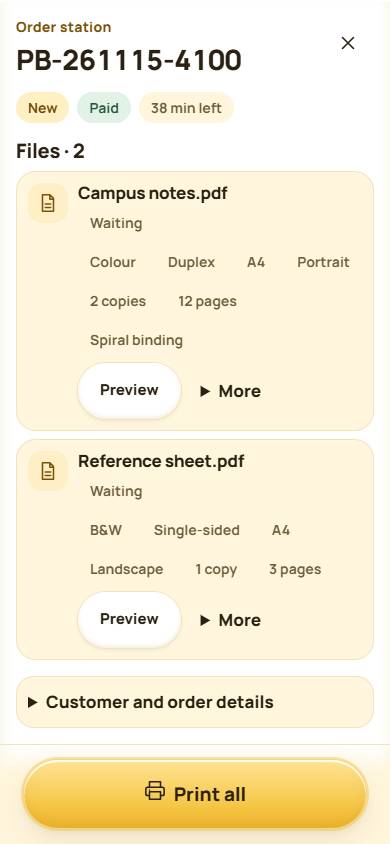 Order station
PB-261115-4100
New Paid 38 min left
Files · 2
Campus notes.pdf
Waiting
Colour Duplex A4 Portrait
2 copies 12 pages
Spiral binding
Preview More
Reference sheet.pdf
Waiting
B&W Single-sided A4
Landscape 1 copy 3 pages
Preview More
Customer and order details
Print all